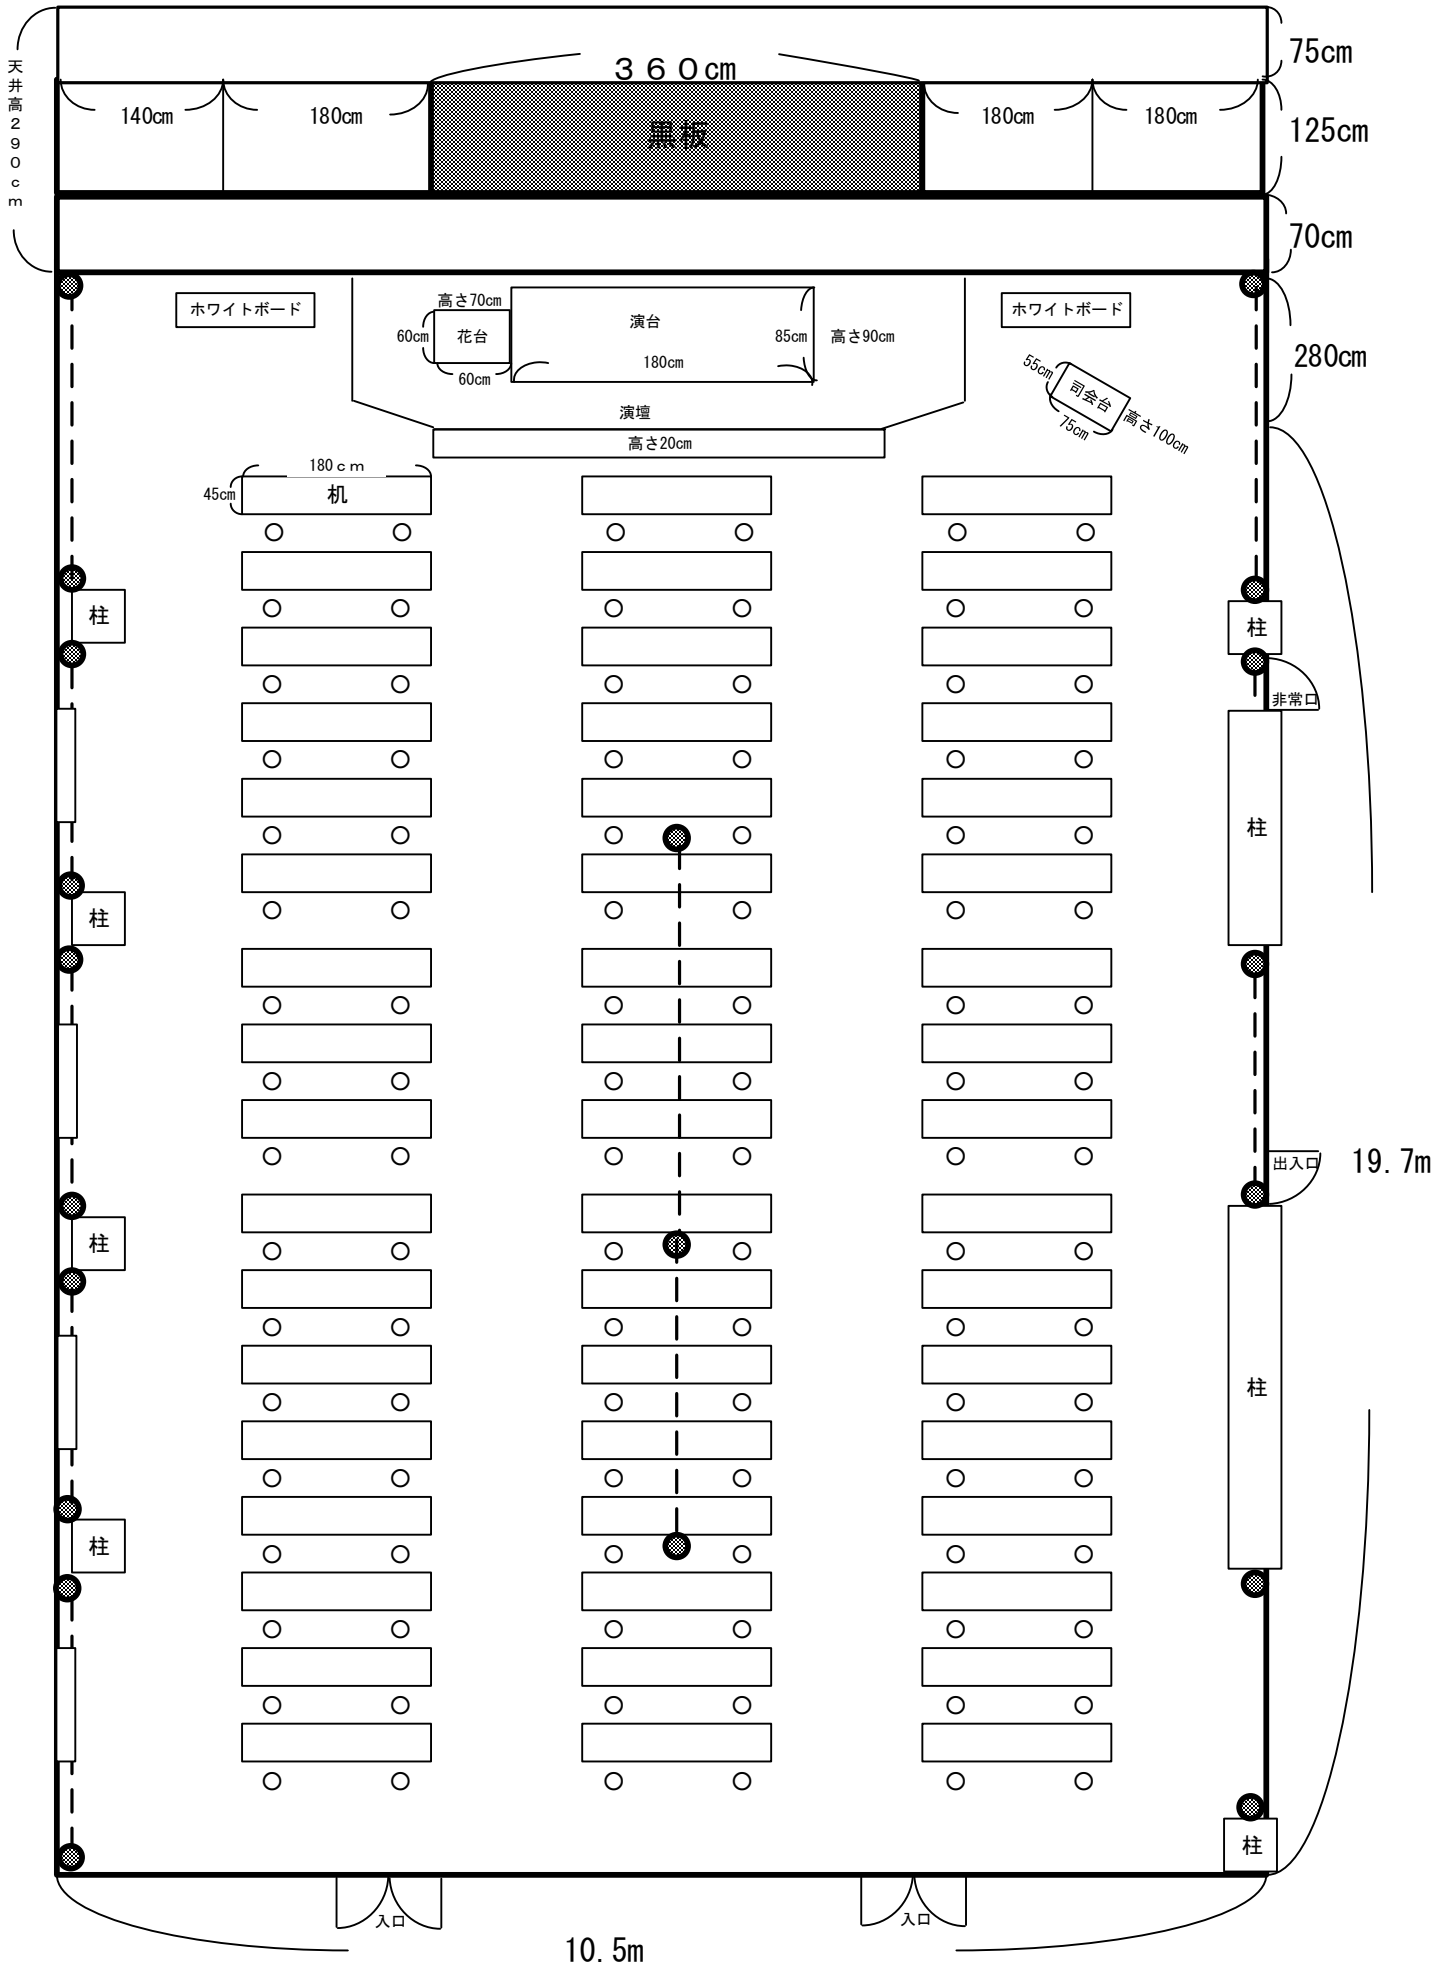 75cm
360cm
天井高290cm
140cm
180cm
黒板
180cm
180cm
125cm
70cm
ホワイトボード
高さ70cm
60cm
花台
60cm
演台
85cm
180cm
高さ90cm
ホワイトボード
55cm
司会台
75cm
高さ100cm
280cm
演壇
高さ20cm
180cm
45cm
机
柱
柱
非常口
柱
柱
出入口
19.7m
柱
柱
柱
柱
入口
入口
10.5m